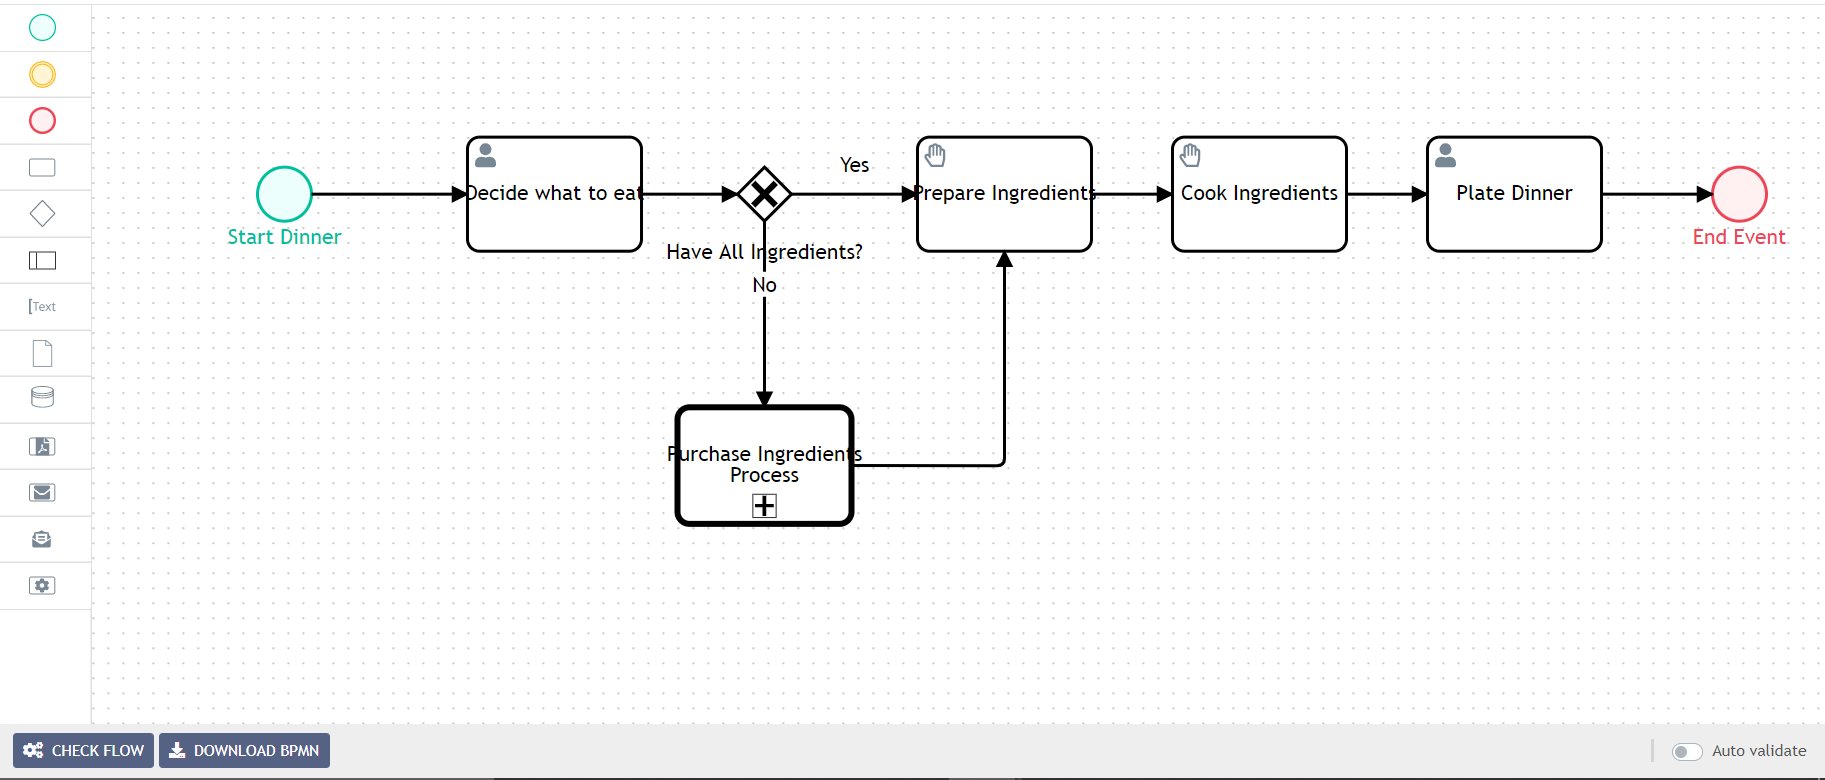 Start Dinner
Decide what to eat
Have All Ingredients?
Yes
No
Purchase Ingredients
Process
Prepare Ingredients
Cook Ingredients
Plate Dinner
End Event
[Text
CHECK FLOW
DOWNLOAD BPMN
Auto validate